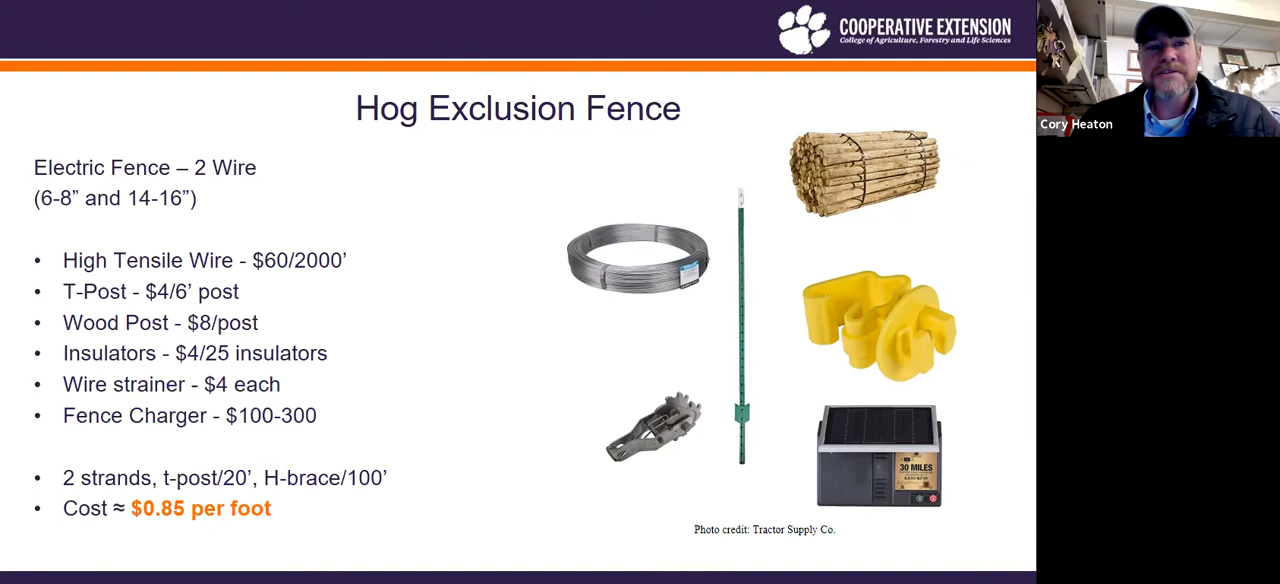 COOPERATIVE EXTENSION
College of Agriculture, Forestry and Life Sciences
Cory Heaton
Hog Exclusion Fence
Electric Fence – 2 Wire
(6-8” and 14-16”)
• High Tensile Wire - $60/2000’
• T-Post - $4/6’ post
• Wood Post - $8/post
• Insulators - $4/25 insulators
• Wire strainer - $4 each
• Fence Charger - $100-300
• 2 strands, t-post/20’, H-brace/100’
• Cost ≈ $0.85 per foot
30 MILES
Photo credit: Tractor Supply Co.